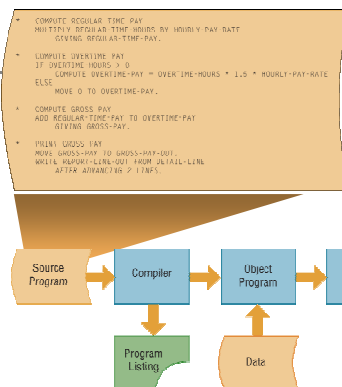 * COMPUTE REGULAR TIME PAY
MULTIPLY REGULAR-TIME-HOURS BY HOURLY-PAY-RATE
GIVING REGULAR-TIME-PAY.
* COMPUTE OVERTIME PAY
IF OVERTIME-HOURS > 0
COMPUTE OVERTIME-PAY = OVERTIME-HOURS * 1.5 * HOURLY-PAY-RATE
ELSE
MOVE 0 TO OVERTIME-PAY.
* COMPUTE GROSS PAY
ADD REGULAR-TIME-PAY TO OVERTIME-PAY
GIVING GROSS-PAY.
* PRINT GROSS PAY
MOVE GROSS-PAY TO GROSS-PAY-OUT.
WRITE REPORT-LINE-OUT FROM DETAIL-LINE
AFTER ADVANCING 2 LINES.
Source
Program
Compiler
Object
Program
Program
Listing
Data